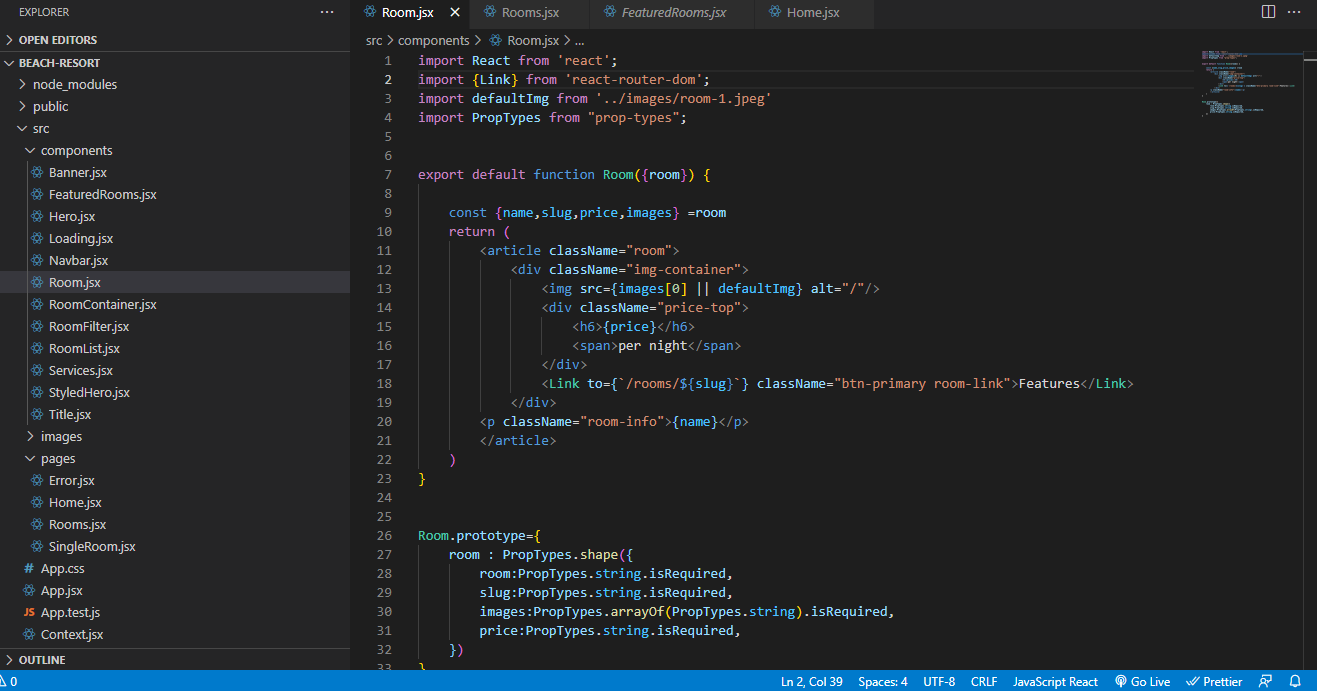 EXPLORER
OPEN EDITORS
BEACH-RESORT
node_modules
public
src
components
Banner.jsx
FeaturedRooms.jsx
Hero.jsx
Loading.jsx
Navbar.jsx
Room.jsx
RoomContainer.jsx
RoomFilter.jsx
RoomList.jsx
Services.jsx
StyledHero.jsx
Title.jsx
images
pages
Error.jsx
Home.jsx
Rooms.jsx
SingleRoom.jsx
# App.css
App.jsx
JS App.test.js
Context.jsx
OUTLINE
Room.jsx Rooms.jsx FeaturedRooms.jsx Home.jsx
src > components > Room.jsx > ...
1 import React from 'react';
2 import {Link} from 'react-router-dom';
3 import defaultImg from '../images/room-1.jpeg'
4 import PropTypes from "prop-types";
5
6
7 export default function Room({room}) {
8
9     const {name,slug,price,images} =room
10     return (
11         <article className="room">
12             <div className="img-container">
13                 <img src={images[0] || defaultImg} alt="/"/>
14                 <div className="price-top">
15                     <h6>{price}</h6>
16                     <span>per night</span>
17                 </div>
18                 <Link to={`/rooms/${slug}`} className="btn-primary room-link">Features</Link>
19             </div>
20         <p className="room-info">{name}</p>
21         </article>
22     )
23 }
24
25
26 Room.prototype={
27     room : PropTypes.shape({
28         room:PropTypes.string.isRequired,
29         slug:PropTypes.string.isRequired,
30         images:PropTypes.arrayOf(PropTypes.string).isRequired,
31         price:PropTypes.string.isRequired,
32     })
33 }
0 Ln 2, Col 39 Spaces: 4 UTF-8 CRLF JavaScript React Go Live Prettier